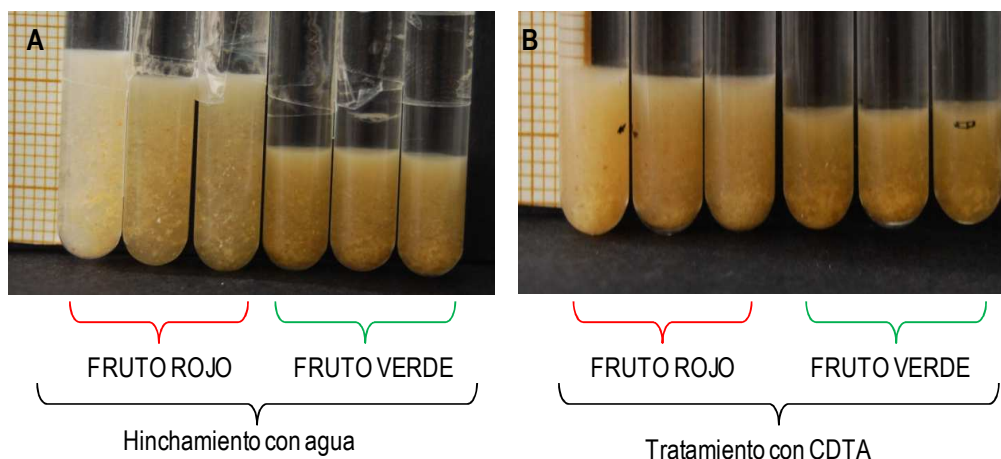 A
FRUTO ROJO
FRUTO VERDE
Hinchamiento con agua
B
FRUTO ROJO
FRUTO VERDE
Tratamiento con CDTA